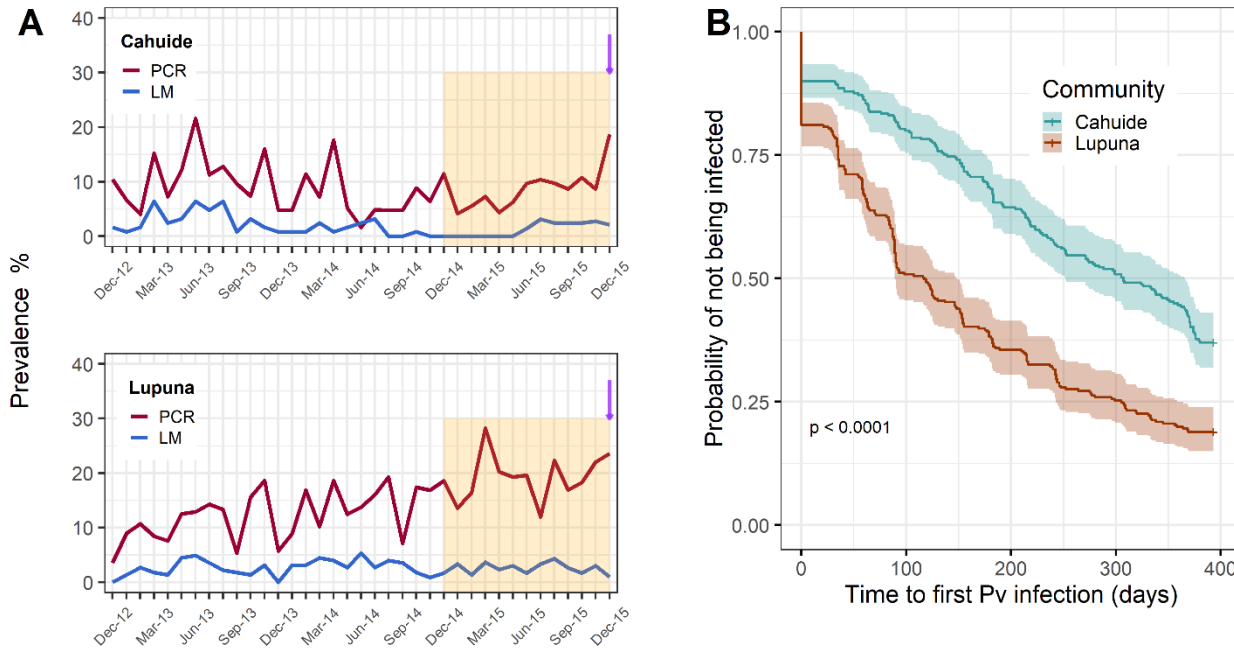 A
Prevalence %
40
30
20
10
0
Cahuide
PCR
LM
Dec-12
Mar-13
Jun-13
Sep-13
Dec-13
Mar-14
Jun-14
Sep-14
Dec-14
Mar-15
Jun-15
Sep-15
Dec-15
40
30
20
10
0
Lupuna
PCR
LM
Dec-12
Mar-13
Jun-13
Sep-13
Dec-13
Mar-14
Jun-14
Sep-14
Dec-14
Mar-15
Jun-15
Sep-15
Dec-15
B
Probability of not being infected
1.00
0.75
0.50
0.25
0.00
Community
Cahuide
Lupuna
p < 0.0001
0 100 200 300 400
Time to first Pv infection (days)